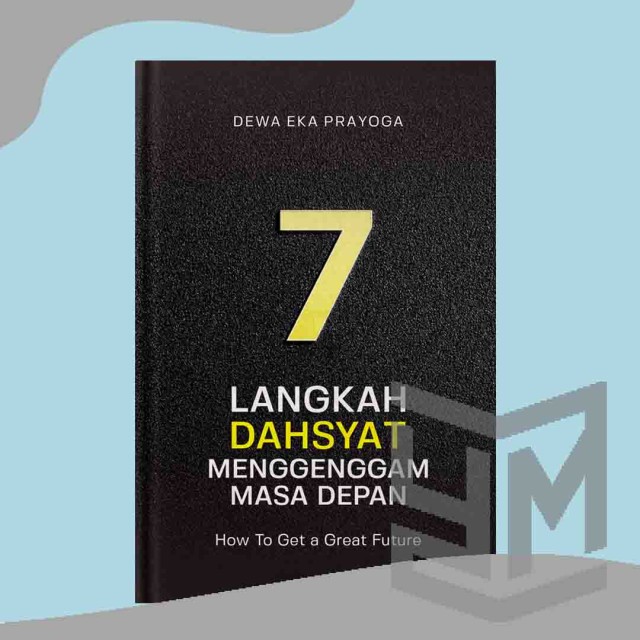 DEWA EKA PRAYOGA
7
LANGKAH
DAHSYAT
MENGGENGGAM
MASA DEPAN
How To Get a Great Future